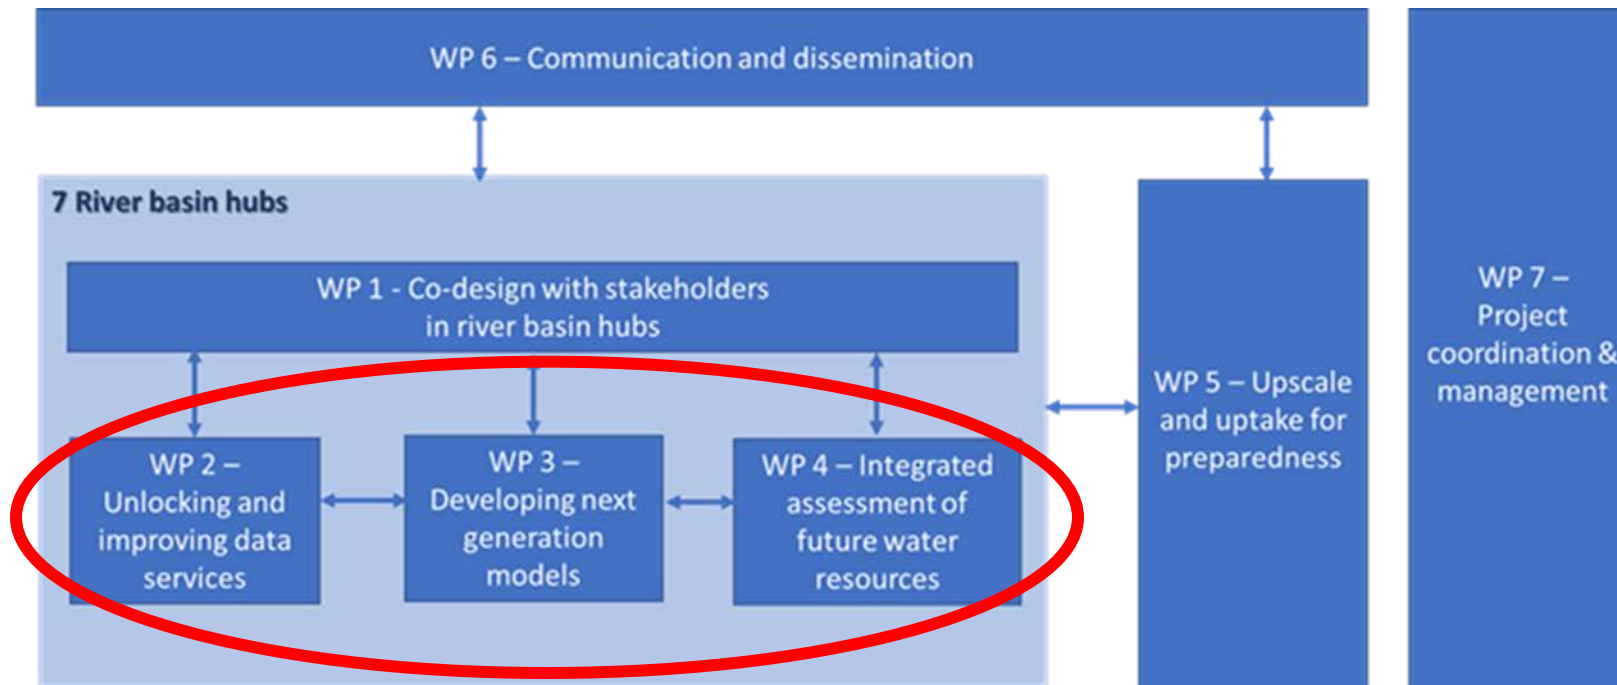 WP 6 – Communication and dissemination
7 River basin hubs
WP 1 - Co-design with stakeholders
in river basin hubs
WP 2 –
Unlocking and
improving data
services
WP 3 –
Developing next
generation
models
WP 4 – Integrated
assessment of
future water
resources
WP 5 – Upscale
and uptake for
preparedness
WP 7 –
Project
coordination &
management